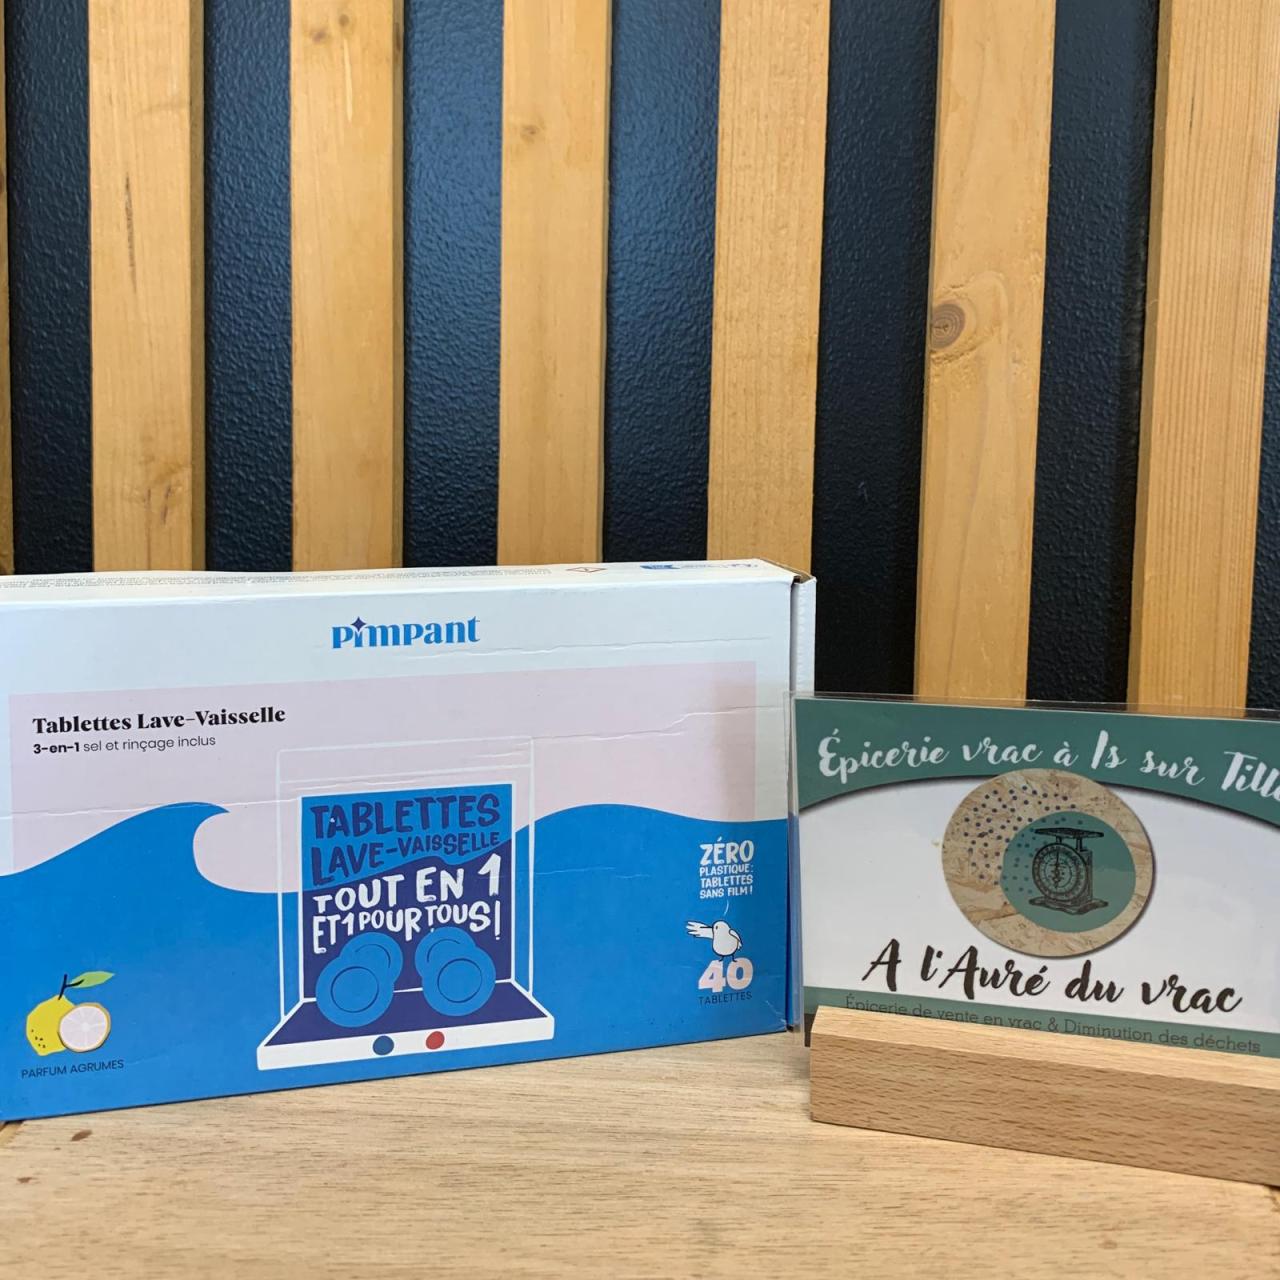 pimpant
Tablettes Lave-Vaisselle
3-en-1 sel et rinçage inclus
TABLETTES
LAVE-VAISSELLE
TOUT EN 1
ET 1 POUR TOUS!
ZÉRO
PLASTIQUE:
TABLETTES
SANS FILM!
40
TABLETTES
PARFUM AGRUMES
Épicerie vrac à Is sur Tille
A l'Auré du vrac
Épicerie de vente en vrac & Diminution des déchets